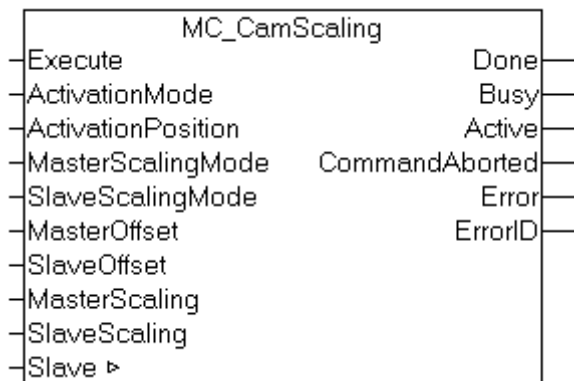 MC_CamScaling
Execute Done
ActivationMode Busy
ActivationPosition Active
MasterScalingMode CommandAborted
SlaveScalingMode Error
MasterOffset ErrorID
SlaveOffset
MasterScaling
SlaveScaling
Slave